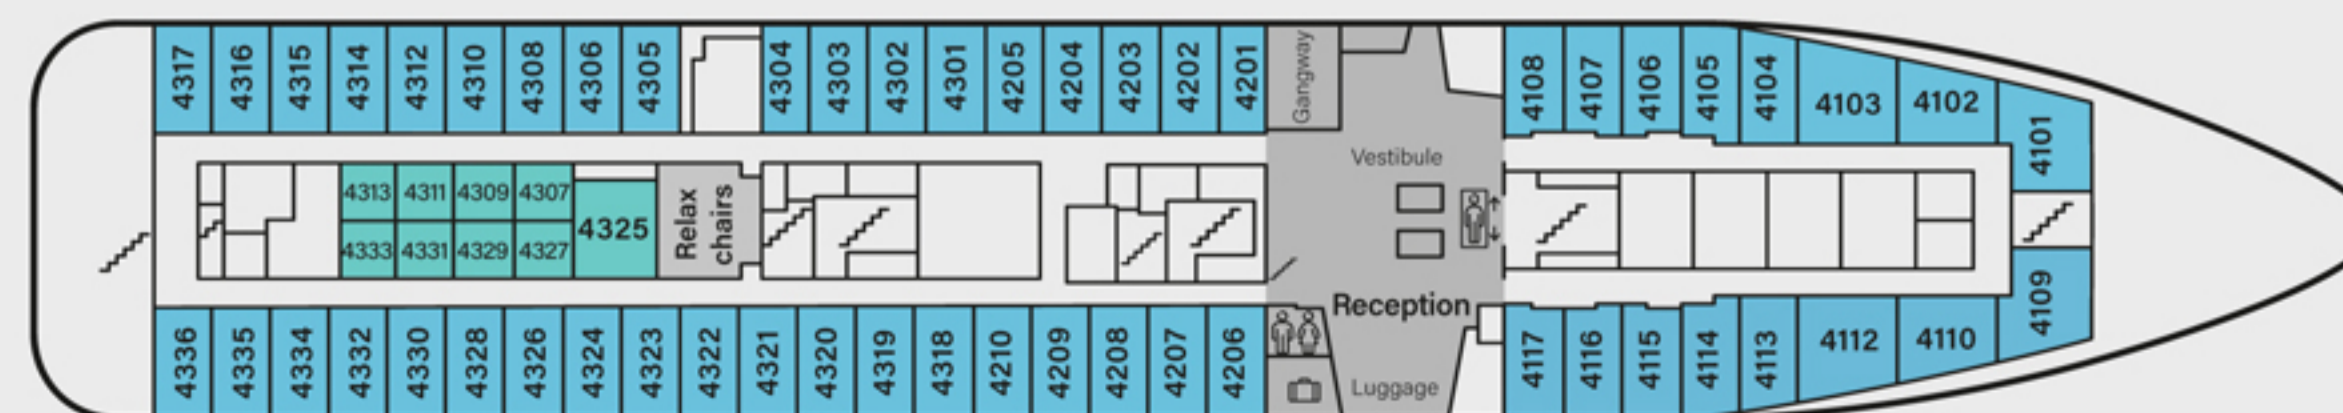 4317 4316 4315 4314 4312 4310 4308 4306 4305 4304 4303 4302 4301 4205 4204 4203 4202 4201 Gangway 4108 4107 4106 4105 4104 4103 4102
4101
Vestibule
4313 4311 4309 4307
4325
Relax
chairs
4333 4331 4329 4327
4109
Reception
4336 4335 4334 4332 4330 4328 4326 4324 4323 4322 4321 4320 4319 4318 4210 4209 4208 4207 4206 4117 4116 4115 4114 4113 4112 4110
Luggage